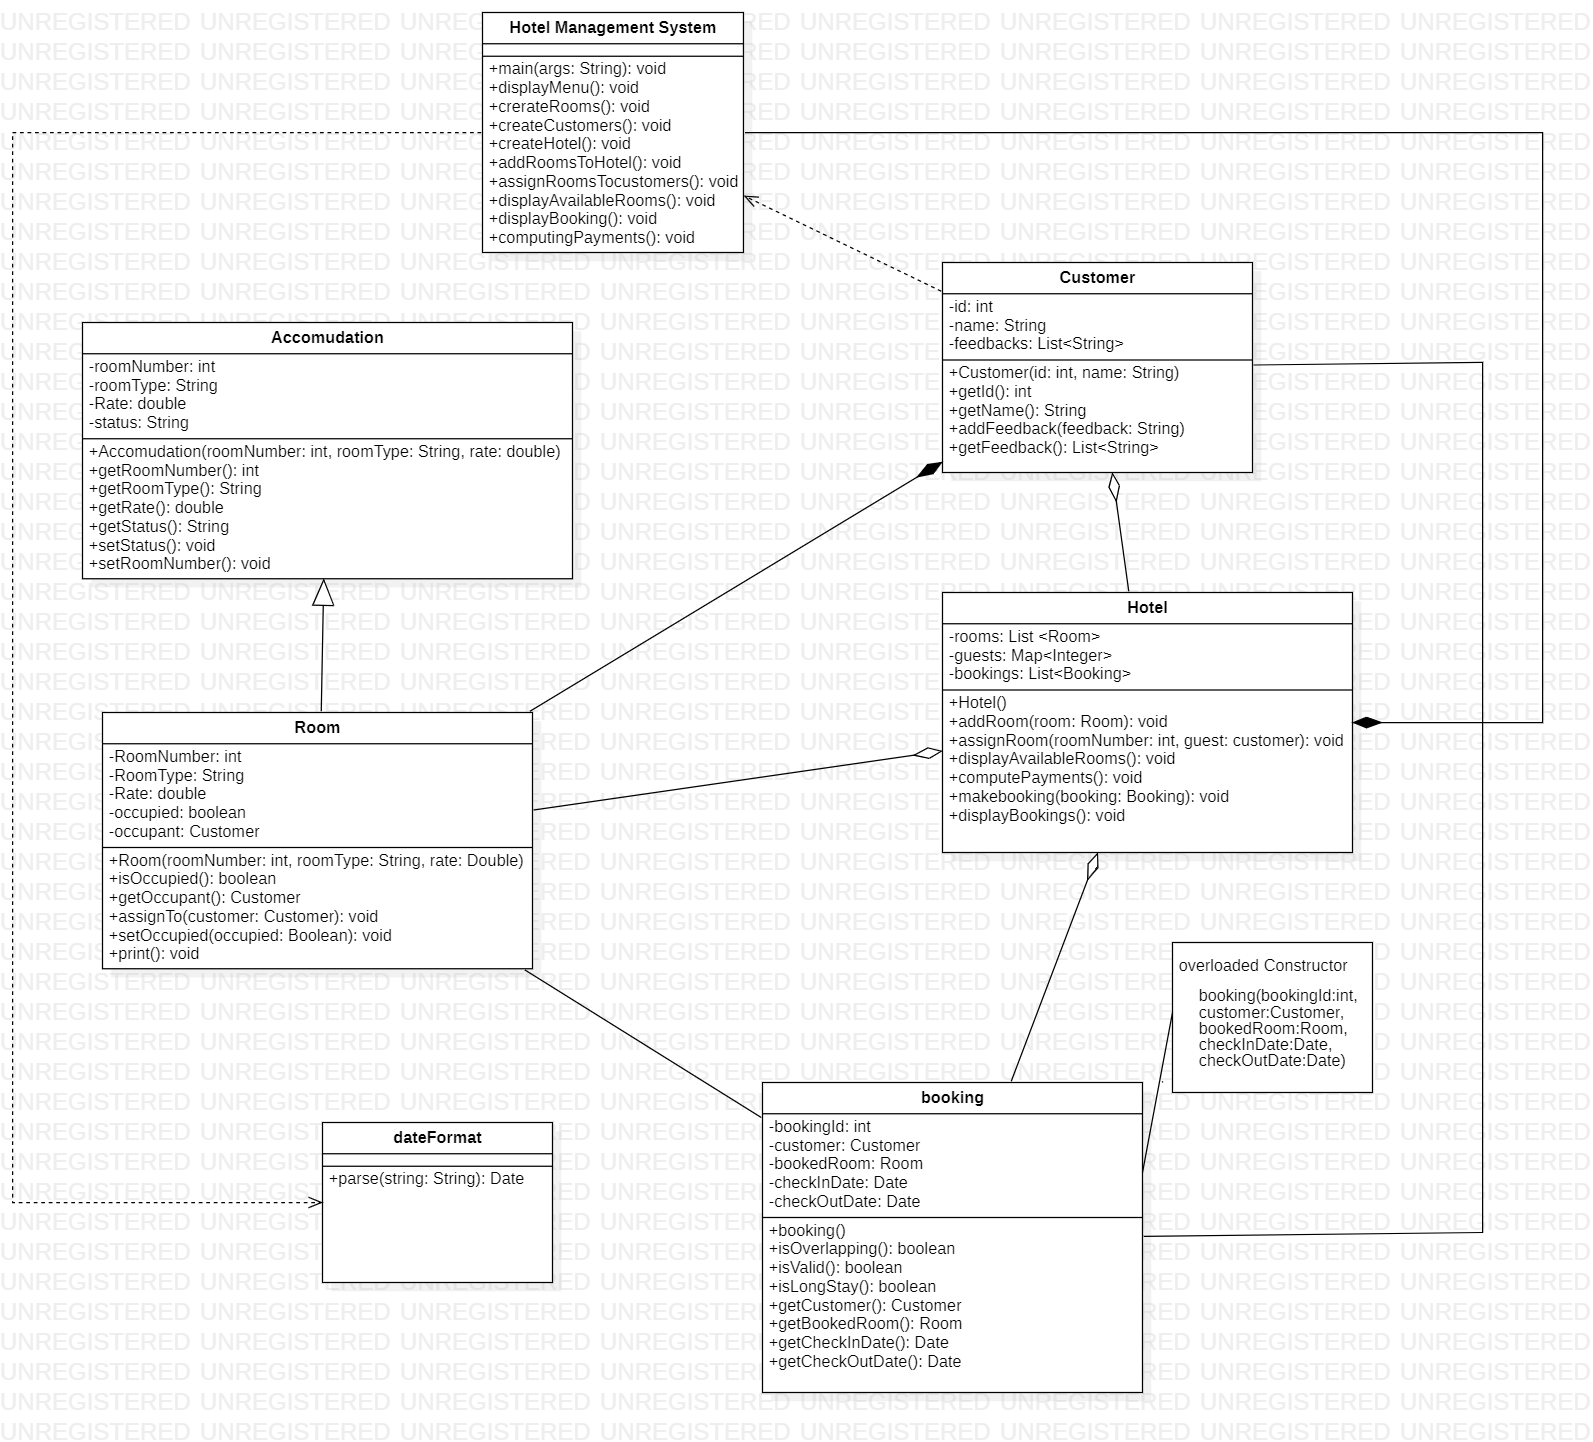 Hotel Management System
+main(args: String): void
+displayMenu(): void
+crerateRooms(): void
+createCustomers(): void
+createHotel(): void
+addRoomsToHotel(): void
+assignRoomsTocustomers(): void
+displayAvailableRooms(): void
+displayBooking(): void
+computingPayments(): void
Customer
-id: int
-name: String
-feedbacks: List<String>
+Customer(id: int, name: String)
+getId(): int
+getName(): String
+addFeedback(feedback: String)
+getFeedback(): List<String>
Accomudation
-roomNumber: int
-roomType: String
-Rate: double
-status: String
+Accomudation(roomNumber: int, roomType: String, rate: double)
+getRoomNumber(): int
+getRoomType(): String
+getRate(): double
+getStatus(): String
+setStatus(): void
+setRoomNumber(): void
Hotel
-rooms: List <Room>
-guests: Map<Integer>
-bookings: List<Booking>
+Hotel()
+addRoom(room: Room): void
+assignRoom(roomNumber: int, guest: customer): void
+displayAvailableRooms(): void
+computePayments(): void
+makebooking(booking: Booking): void
+displayBookings(): void
Room
-RoomNumber: int
-RoomType: String
-Rate: double
-occupied: boolean
-occupant: Customer
+Room(roomNumber: int, roomType: String, rate: Double)
+isOccupied(): boolean
+getOccupant(): Customer
+assignTo(customer: Customer): void
+setOccupied(occupied: Boolean): void
+print(): void
overloaded Constructor
booking(bookingId:int,
customer:Customer,
bookedRoom:Room,
checkInDate:Date,
checkOutDate:Date)
booking
-bookingId: int
-customer: Customer
-bookedRoom: Room
-checkInDate: Date
-checkOutDate: Date
+booking()
+isOverlapping(): boolean
+isValid(): boolean
+isLongStay(): boolean
+getCustomer(): Customer
+getBookedRoom(): Room
+getCheckInDate(): Date
+getCheckOutDate(): Date
dateFormat
+parse(string: String): Date
UNREGISTERED